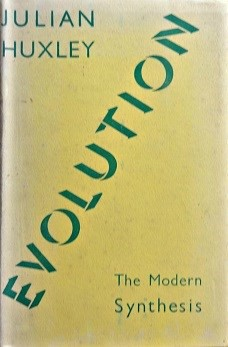 JULIAN
HUXLEY
EVOLUTION
The Modern
Synthesis